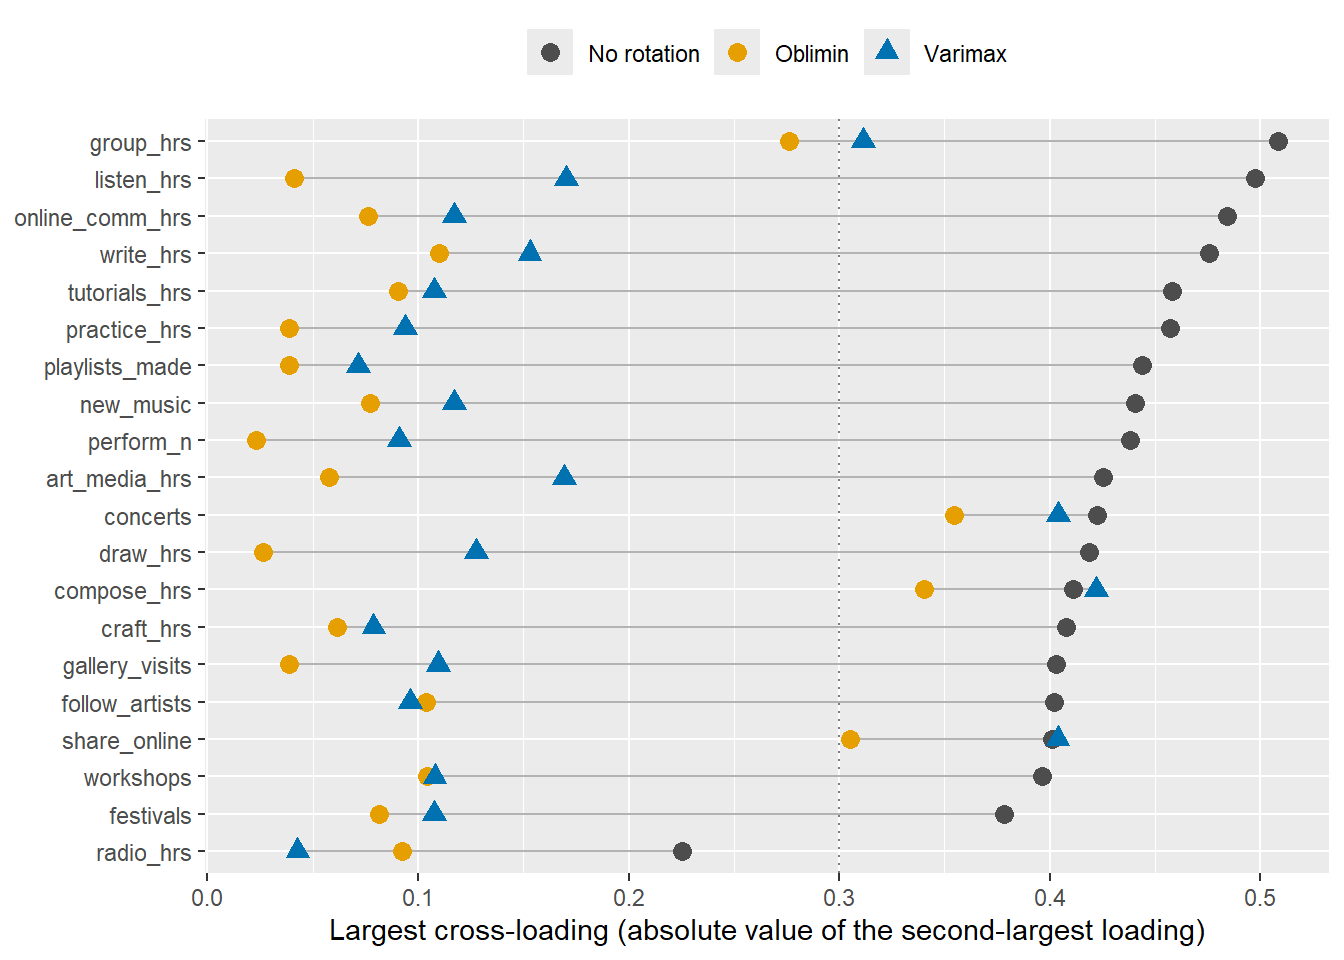 No rotation Oblimin Varimax
group_hrs
listen_hrs
online_comm_hrs
write_hrs
tutorials_hrs
practice_hrs
playlists_made
new_music
perform_n
art_media_hrs
concerts
draw_hrs
compose_hrs
craft_hrs
gallery_visits
follow_artists
share_online
workshops
festivals
radio_hrs
0.0 0.1 0.2 0.3 0.4 0.5
Largest cross-loading (absolute value of the second-largest loading)